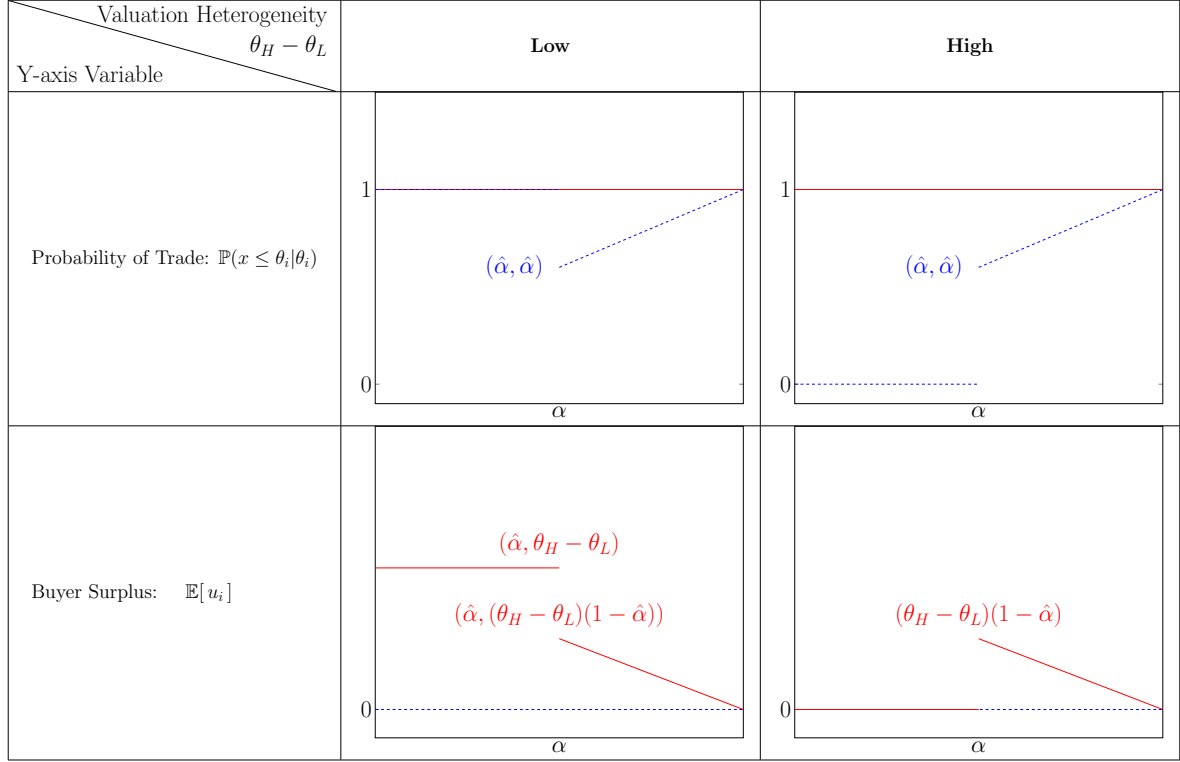 Valuation Heterogeneity
θ_H − θ_L
Y-axis Variable
Low
High
Probability of Trade: ℙ(x ≤ θ_i|θ_i)
1
(α̂, α̂)
0
α
1
(α̂, α̂)
0
α
Buyer Surplus: 𝔼[u_i]
(α̂, θ_H − θ_L)
(α̂, (θ_H − θ_L)(1 − α̂))
0
α
(θ_H − θ_L)(1 − α̂)
0
α